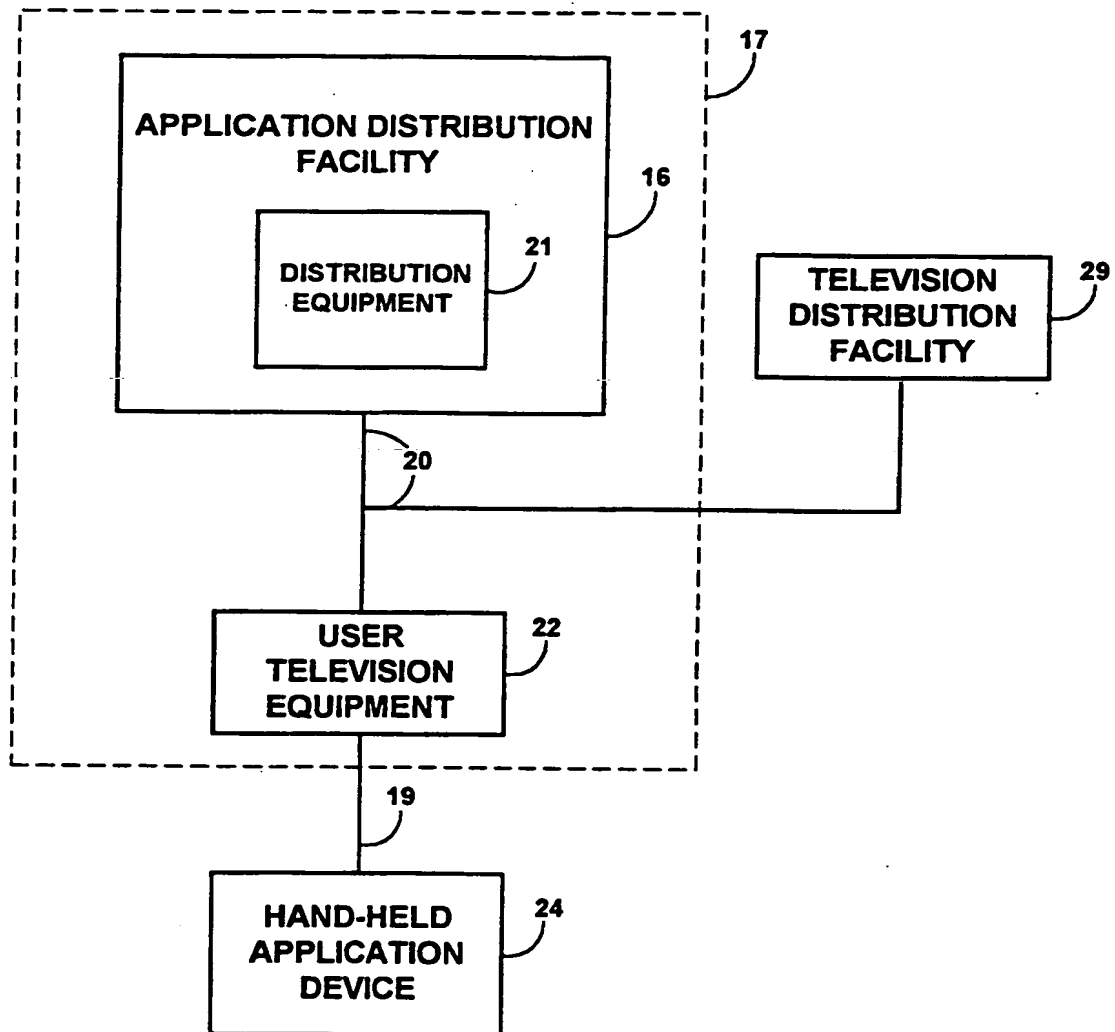 17
APPLICATION DISTRIBUTION
FACILITY
16
21
DISTRIBUTION
EQUIPMENT
29
TELEVISION
DISTRIBUTION
FACILITY
20
22
USER
TELEVISION
EQUIPMENT
19
24
HAND-HELD
APPLICATION
DEVICE